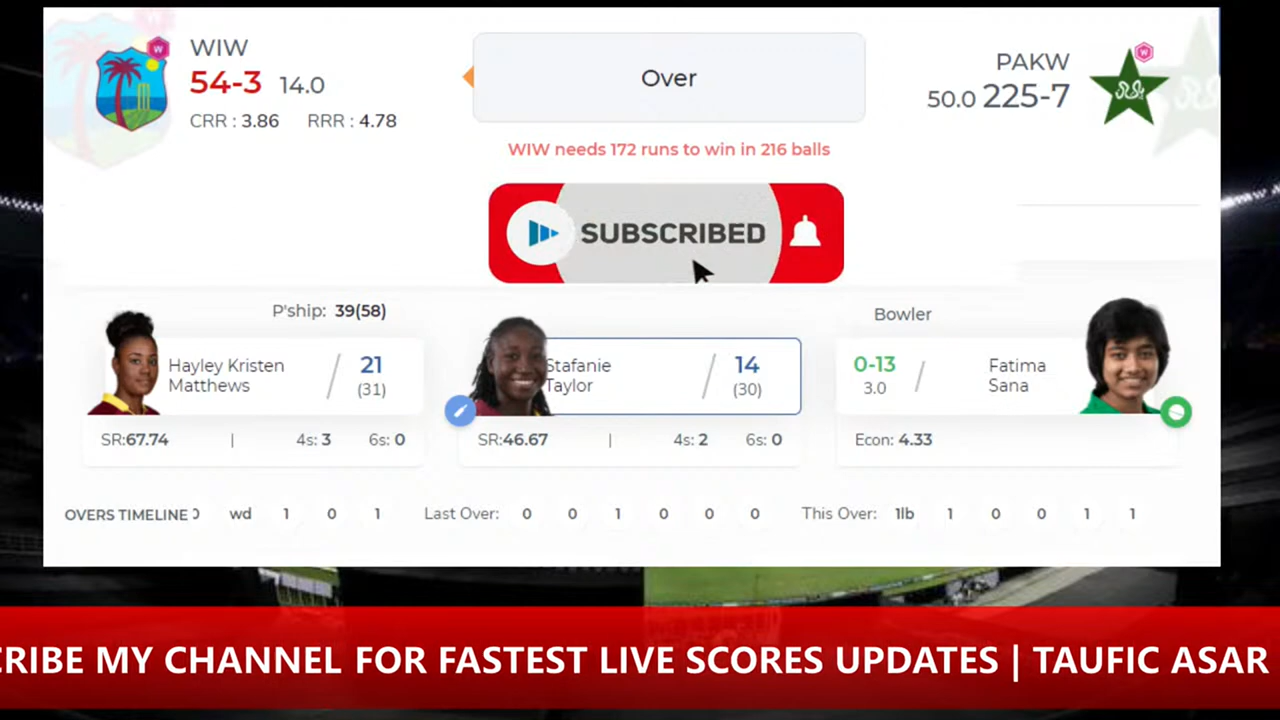 WIW
54-3 14.0
CRR : 3.86 RRR : 4.78
Over
PAKW
50.0 225-7
WIW needs 172 runs to win in 216 balls
SUBSCRIBED
P'ship: 39(58)
Hayley Kristen
Matthews
21
(31)
SR:67.74 | 4s: 3 6s: 0
Stafanie
Taylor
14
(30)
SR:46.67 | 4s: 2 6s: 0
Bowler
0-13
3.0
Fatima
Sana
Econ: 4.33
OVERS TIMELINE wd 1 0 1 Last Over: 0 0 1 0 0 0 This Over: 1lb 1 0 0 1 1
CRIBE MY CHANNEL FOR FASTEST LIVE SCORES UPDATES | TAUFIC ASAR